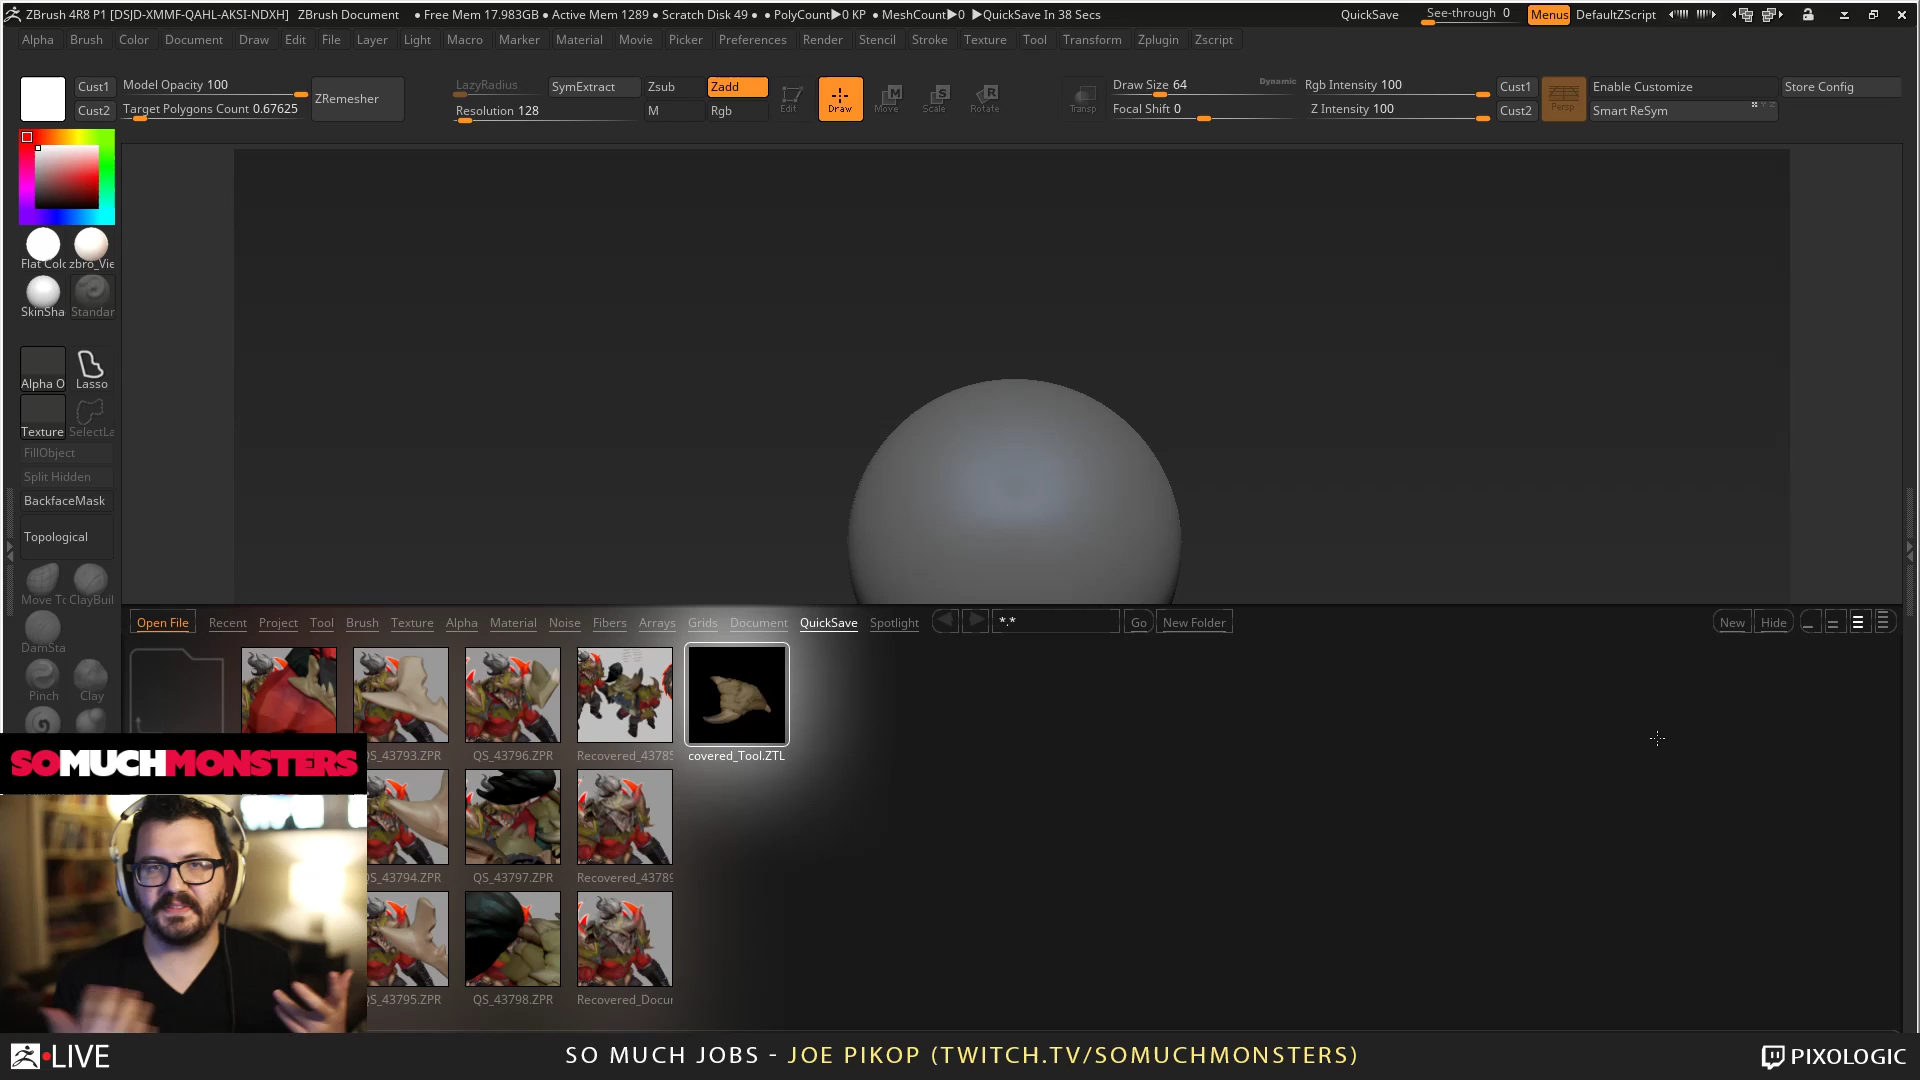 ZBrush 4R8 P1 [DSJD-XMMF-QAHL-AKSI-NDXH] ZBrush Document • Free Mem 17.983GB • Active Mem 1289 • Scratch Disk 49 • • PolyCount▶0 KP • MeshCount▶0 ▶QuickSave In 38 Secs QuickSave See-through 0 Menus DefaultZScript
Alpha Brush Color Document Draw Edit File Layer Light Macro Marker Material Movie Picker Preferences Render Stencil Stroke Texture Tool Transform Zplugin Zscript
Cust1 Model Opacity 100 ZRemesher LazyRadius SymExtract Zsub Zadd Edit Draw Move Scale Rotate Transp Draw Size 64 Dynamic Rgb Intensity 100 Cust1 Persp Enable Customize Store Config
Cust2 Target Polygons Count 0.67625 Resolution 128 M Rgb Focal Shift 0 Z Intensity 100 Cust2 Smart ReSym
Flat Colo zbro_Vie
SkinSha Standar
Alpha O Lasso
Texture SelectLa
FillObject
Split Hidden
BackfaceMask
Topological
Move To ClayBuil
DamSta
Pinch Clay
Open File Recent Project Tool Brush Texture Alpha Material Noise Fibers Arrays Grids Document QuickSave Spotlight *.* Go New Folder New Hide
QS_43793.ZPR QS_43796.ZPR Recovered_43785 covered_Tool.ZTL
QS_43794.ZPR QS_43797.ZPR Recovered_43789
QS_43795.ZPR QS_43798.ZPR Recovered_Docu
SOMUCHMONSTERS
LIVE SO MUCH JOBS - JOE PIKOP (TWITCH.TV/SOMUCHMONSTERS) PIXOLOGIC